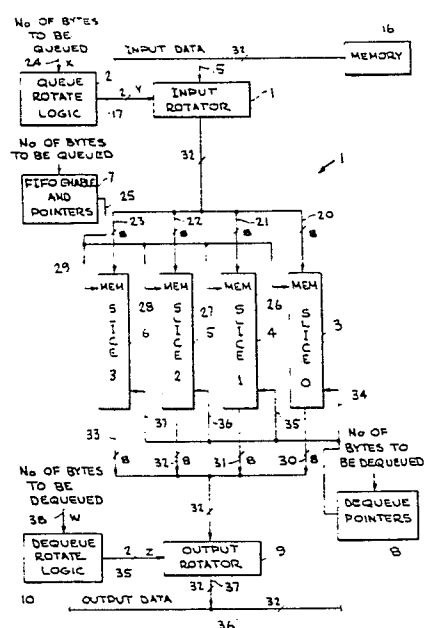 No OF BYTES
TO BE
QUEUED
24 X
2
QUEUE
ROTATE
LOGIC
2 Y
17
INPUT DATA 32
16
MEMORY
5
INPUT
ROTATOR
1
32
1
No OF BYTES
TO BE QUEUED
7
FIFO ENABLE
AND
POINTERS
25
23 22 21 20
8 8 8 8
29
MEM
SLICE
3
28
6
MEM
SLICE
2
27
5
MEM
SLICE
1
26
4
MEM
SLICE
0
3
34
37 36 35
33
8 32 8 31 8 30 8
No OF
BYTES TO
BE DEQUEUED
DEQUEUE
POINTERS
8
No OF BYTES
TO BE
DEQUEUED
38 W
32
DEQUEUE
ROTATE
LOGIC
2 Z
35
OUTPUT
ROTATOR
9
10
32 37
OUTPUT DATA 32
36